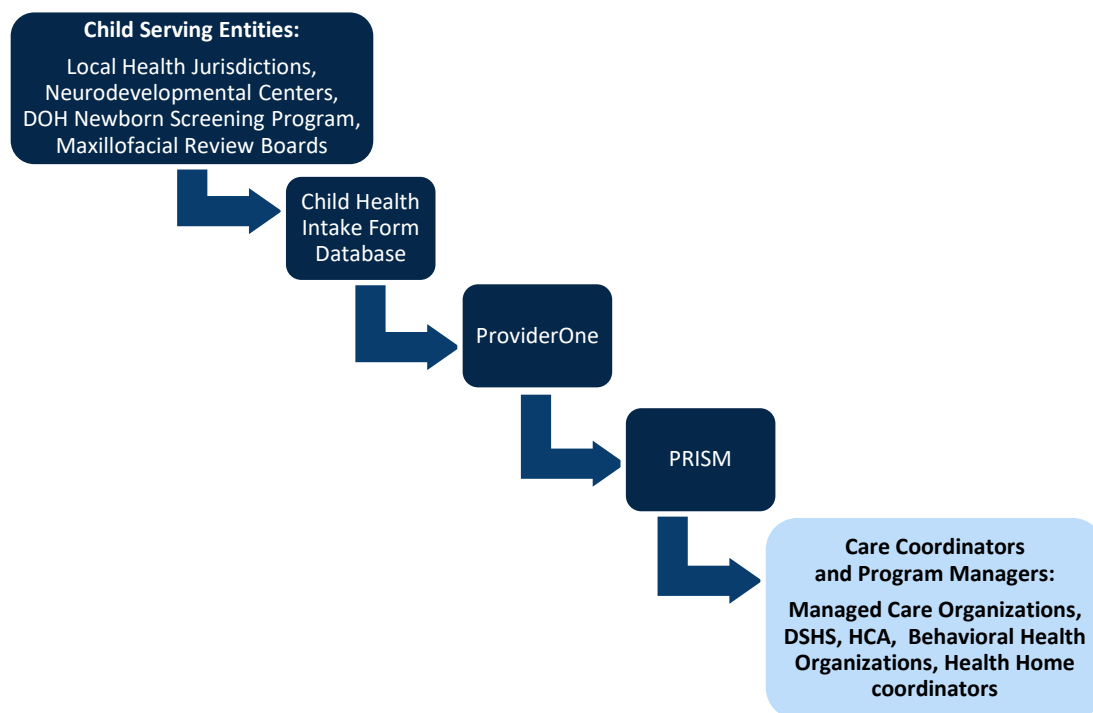 Child Serving Entities:
Local Health Jurisdictions,
Neurodevelopmental Centers,
DOH Newborn Screening Program,
Maxillofacial Review Boards
Child Health
Intake Form
Database
ProviderOne
PRISM
Care Coordinators
and Program Managers:
Managed Care Organizations,
DSHS, HCA,  Behavioral Health
Organizations, Health Home
coordinators